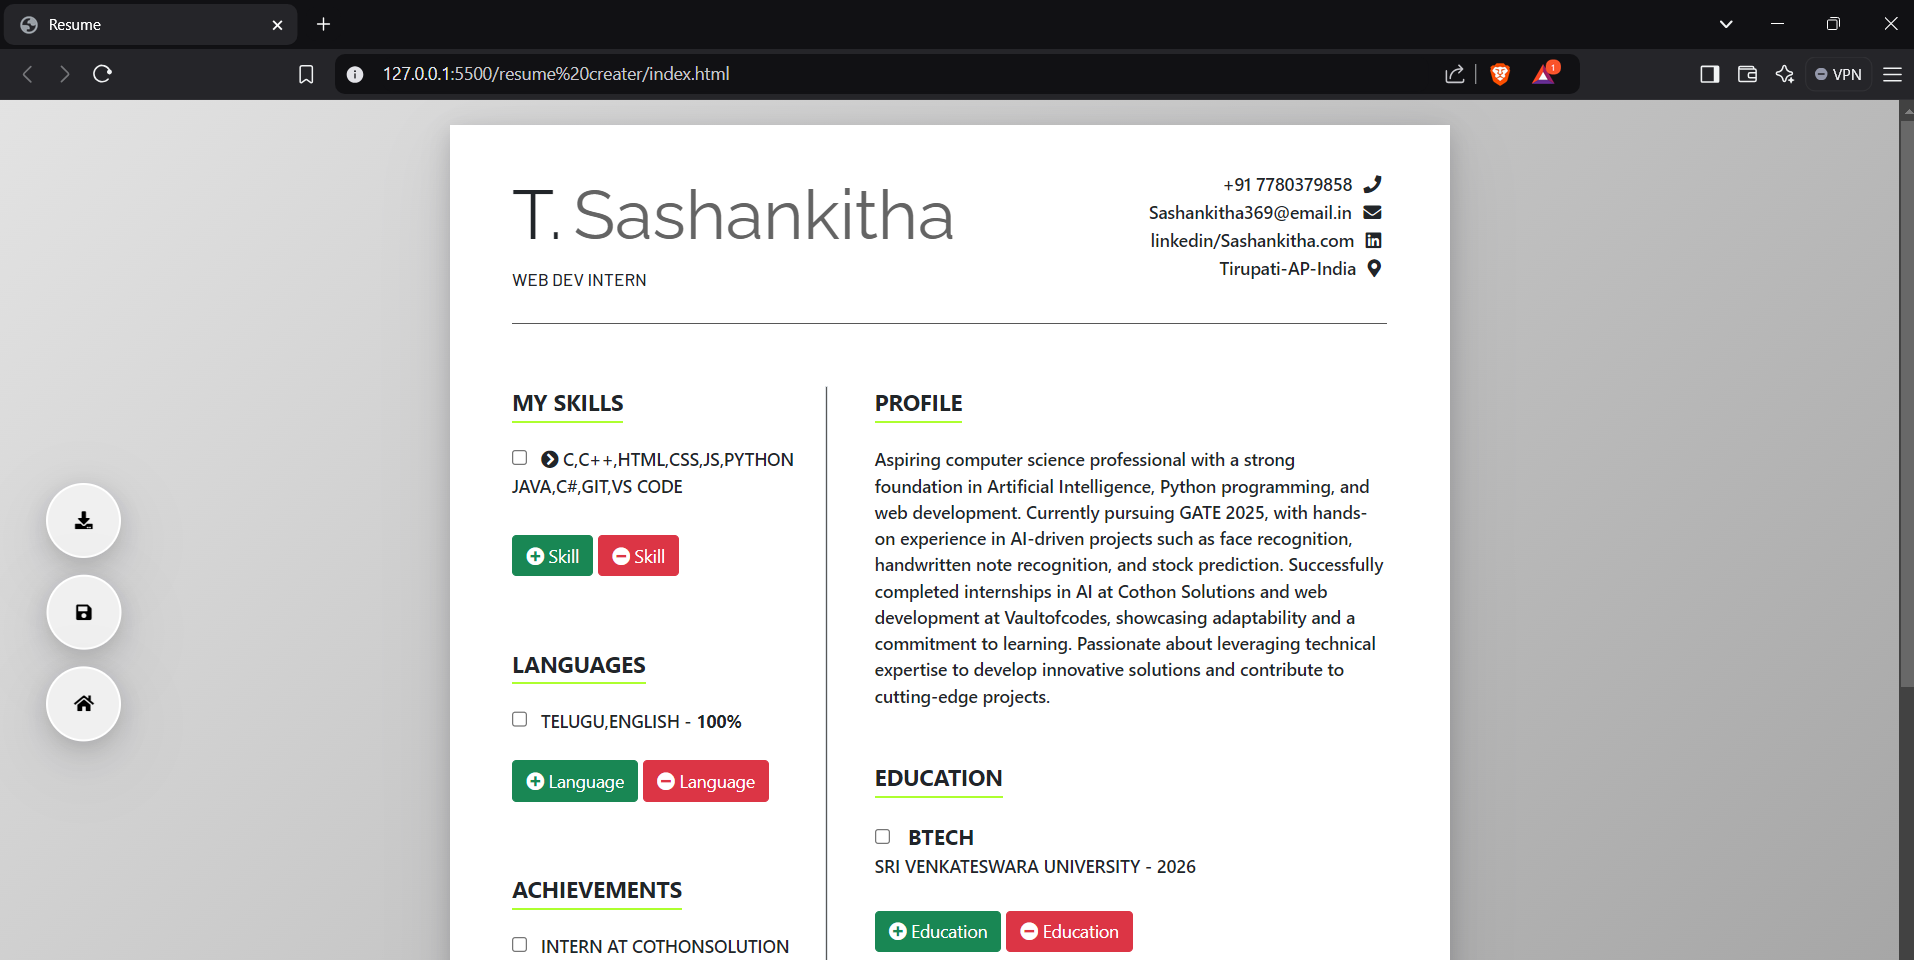 Resume
127.0.0.1:5500/resume%20creater/index.html
1
VPN
T. Sashankitha
WEB DEV INTERN
+91 7780379858
Sashankitha369@email.in
linkedin/Sashankitha.com
Tirupati-AP-India
MY SKILLS
C,C++,HTML,CSS,JS,PYTHON
JAVA,C#,GIT,VS CODE
Skill
Skill
LANGUAGES
TELUGU,ENGLISH - 100%
Language
Language
ACHIEVEMENTS
INTERN AT COTHONSOLUTION
PROFILE
Aspiring computer science professional with a strong
foundation in Artificial Intelligence, Python programming, and
web development. Currently pursuing GATE 2025, with hands-
on experience in AI-driven projects such as face recognition,
handwritten note recognition, and stock prediction. Successfully
completed internships in AI at Cothon Solutions and web
development at Vaultofcodes, showcasing adaptability and a
commitment to learning. Passionate about leveraging technical
expertise to develop innovative solutions and contribute to
cutting-edge projects.
EDUCATION
BTECH
SRI VENKATESWARA UNIVERSITY - 2026
Education
Education